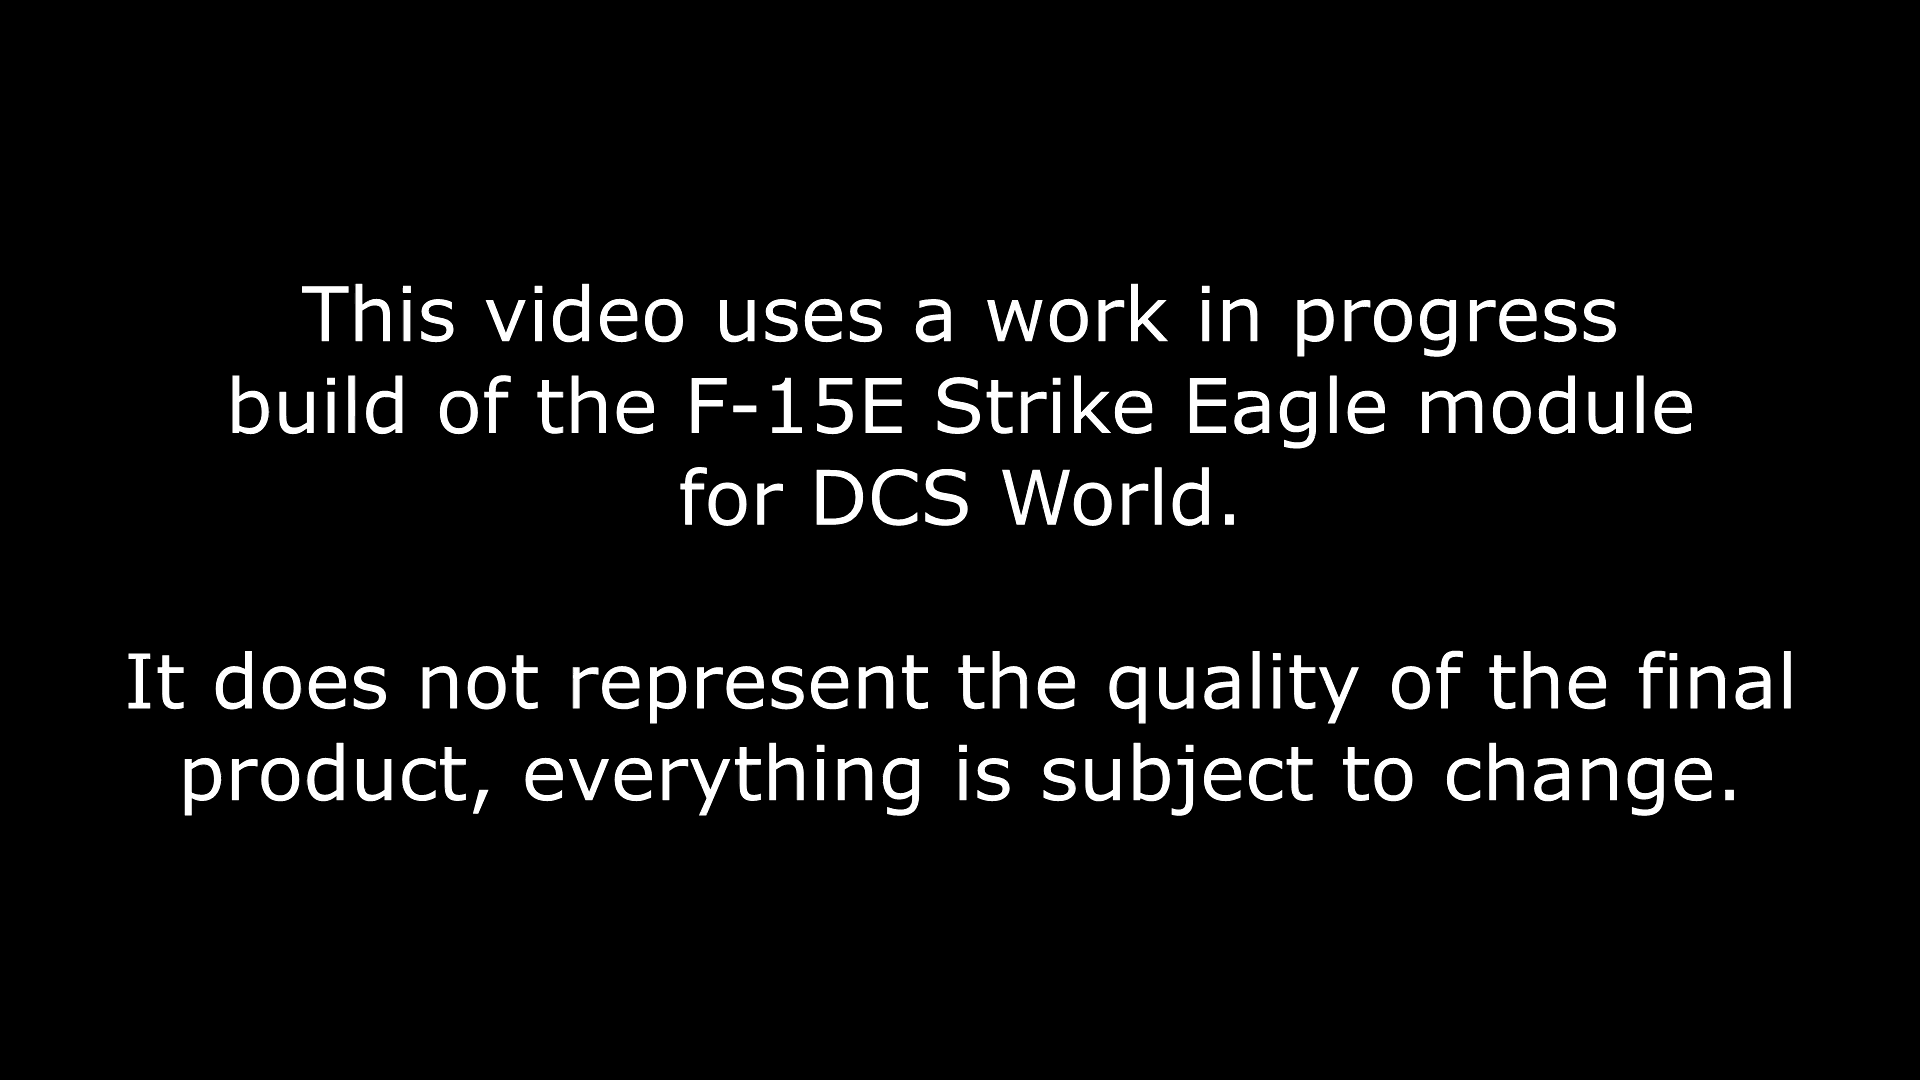 This video uses a work in progress
build of the F-15E Strike Eagle module
for DCS World.
It does not represent the quality of the final
product, everything is subject to change.